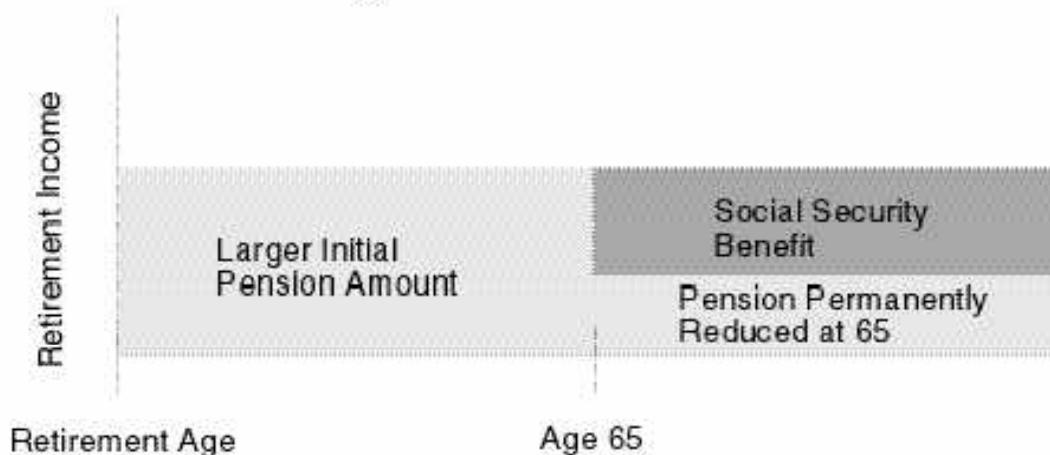 Retirement Income
Larger Initial
Pension Amount
Social Security
Benefit
Pension Permanently
Reduced at 65
Retirement Age
Age 65